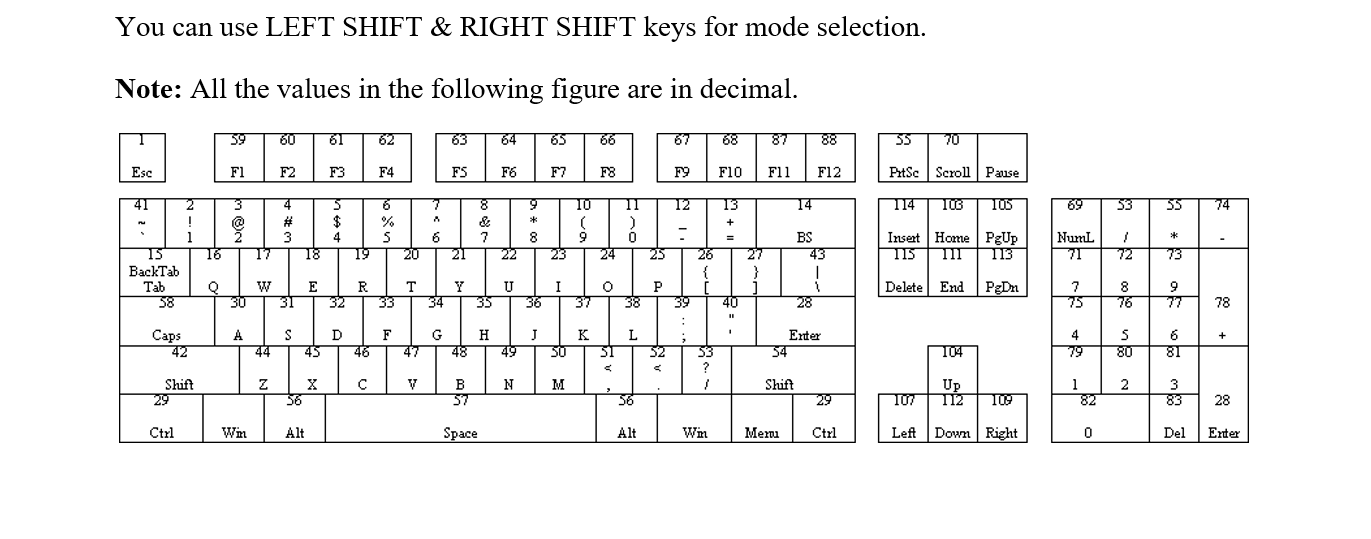 You can use LEFT SHIFT & RIGHT SHIFT keys for mode selection.
Note: All the values in the following figure are in decimal.
1 59 60 61 62 63 64 65 66 67 68 87 88 55 70
Esc F1 F2 F3 F4 F5 F6 F7 F8 F9 F10 F11 F12 PrtSc Scroll Pause
41 2 3 4 5 6 7 8 9 10 11 12 13 14 114 103 105 69 53 55 74
~ ! @ # $ % ^ & * ( ) _ +
` 1 2 3 4 5 6 7 8 9 0 - = BS Insert Home PgUp NumL / * -
15 16 17 18 19 20 21 22 23 24 25 26 27 43 115 111 113 71 72 73
BackTab { } |
Tab Q W E R T Y U I O P [ ] \ Delete End PgDn 7 8 9
58 30 31 32 33 34 35 36 37 38 39 40 28 75 76 77 78
: "
Caps A S D F G H J K L ; ' Enter 4 5 6 +
42 44 45 46 47 48 49 50 51 52 53 54 104 79 80 81
< < ?
Shift Z X C V B N M , . / Shift Up 1 2 3
29 56 57 56 29 107 112 109 82 83 28
Ctrl Win Alt Space Alt Win Menu Ctrl Left Down Right 0 Del Enter